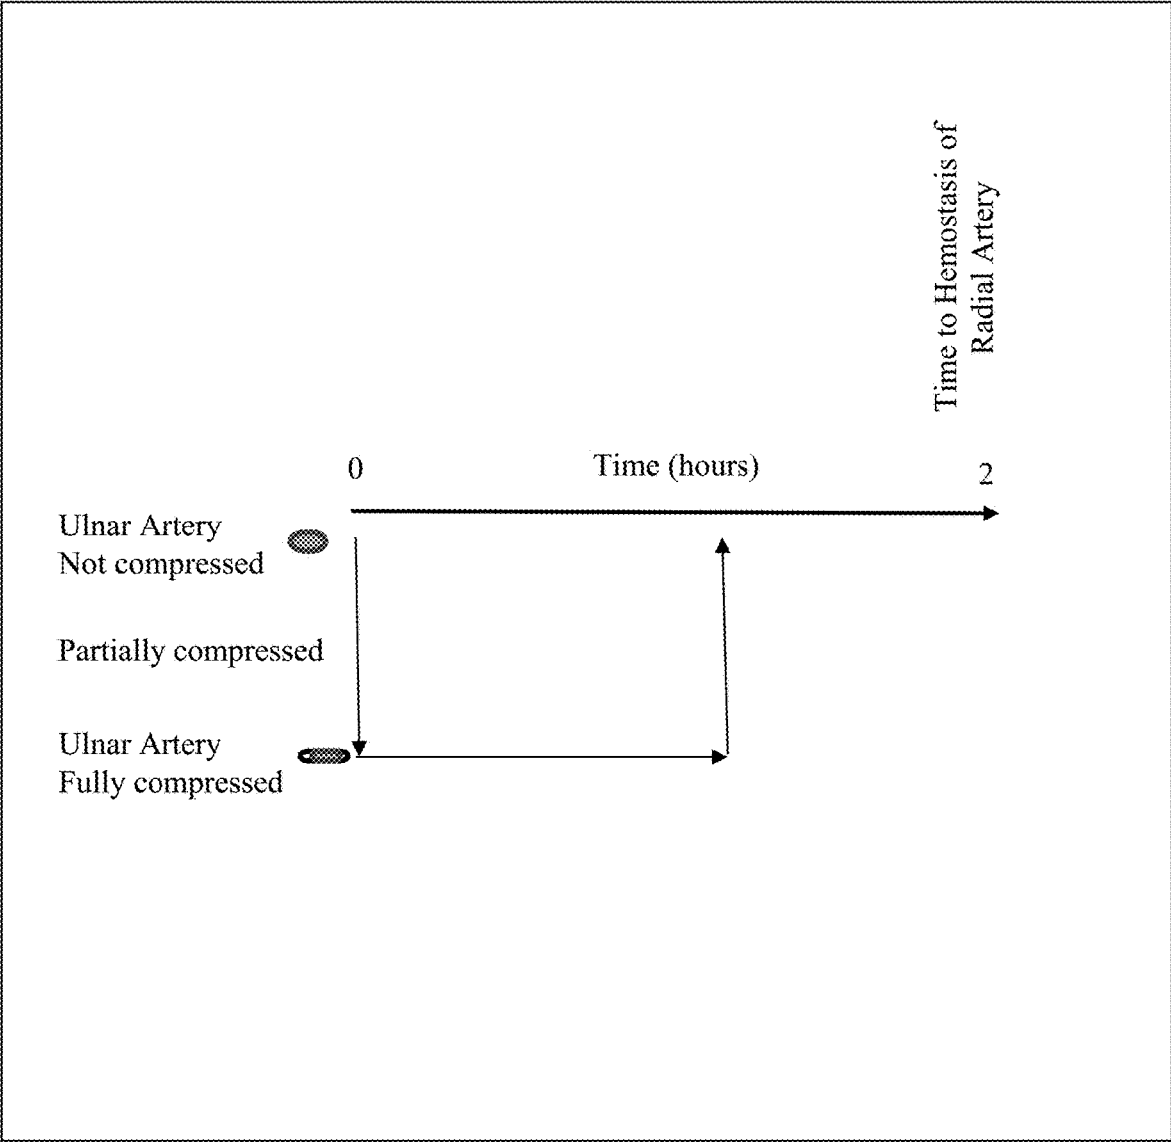 Time to Hemostasis of
Radial Artery
0
Time (hours)
2
Ulnar Artery
Not compressed
Partially compressed
Ulnar Artery
Fully compressed